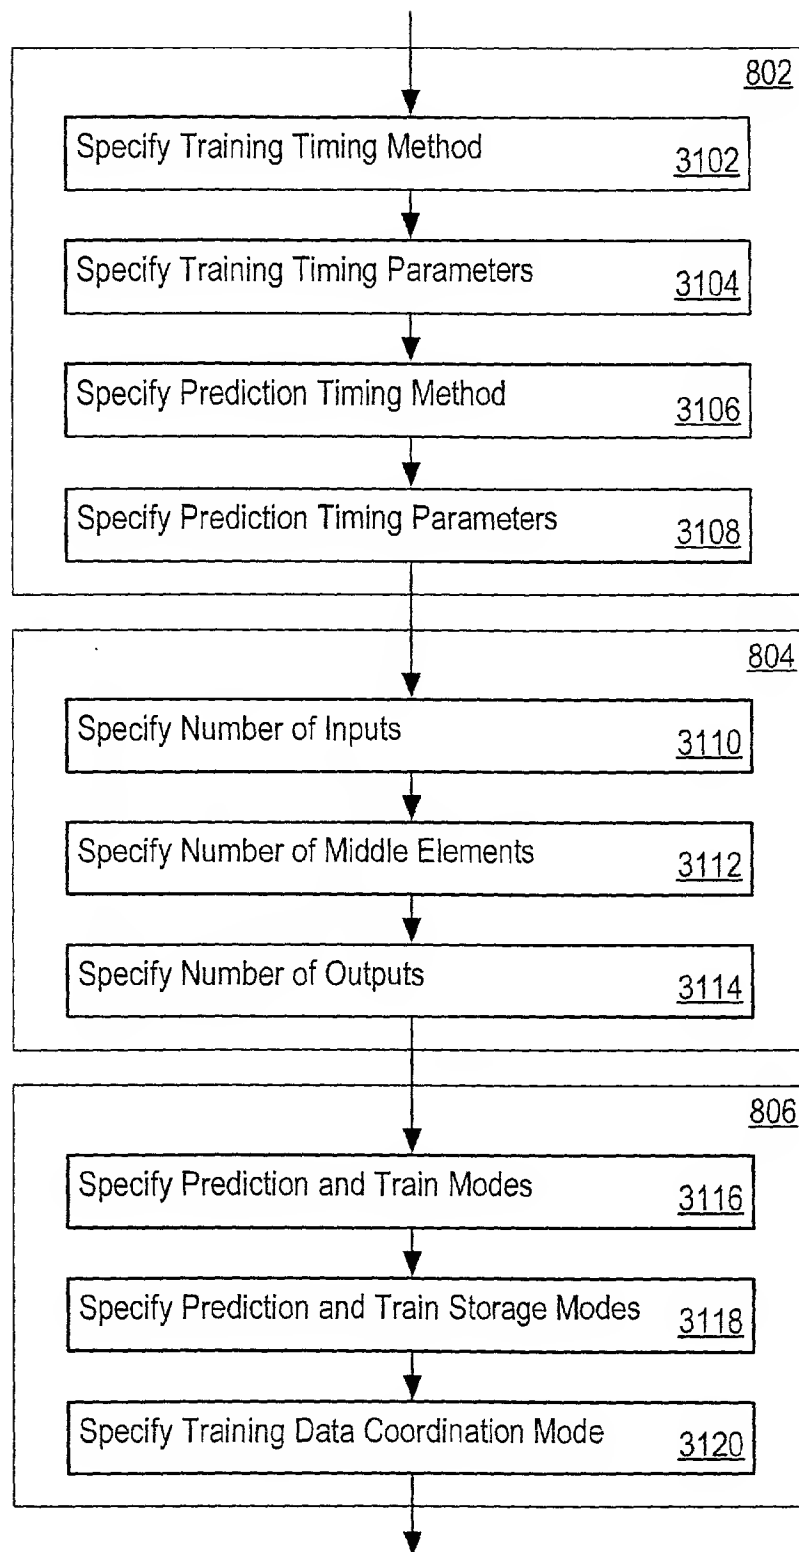 802
Specify Training Timing Method 3102
Specify Training Timing Parameters 3104
Specify Prediction Timing Method 3106
Specify Prediction Timing Parameters 3108
804
Specify Number of Inputs 3110
Specify Number of Middle Elements 3112
Specify Number of Outputs 3114
806
Specify Prediction and Train Modes 3116
Specify Prediction and Train Storage Modes 3118
Specify Training Data Coordination Mode 3120